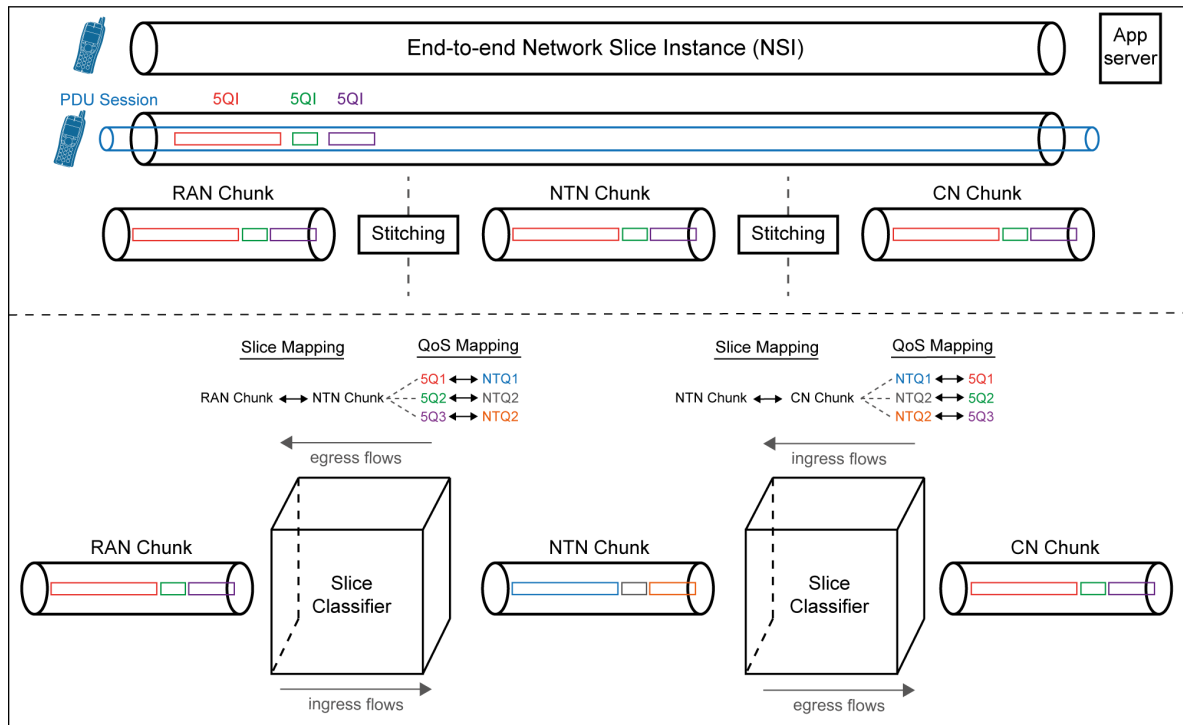 End-to-end Network Slice Instance (NSI)
App
server
PDU Session
5QI
5QI
5QI
RAN Chunk
NTN Chunk
CN Chunk
Stitching
Stitching
Slice Mapping
QoS Mapping
RAN Chunk
NTN Chunk
5Q1
NTQ1
5Q2
NTQ2
5Q3
NTQ2
egress flows
Slice Mapping
QoS Mapping
NTN Chunk
CN Chunk
NTQ1
5Q1
NTQ2
5Q2
NTQ2
5Q3
ingress flows
RAN Chunk
Slice
Classifier
ingress flows
NTN Chunk
Slice
Classifier
egress flows
CN Chunk